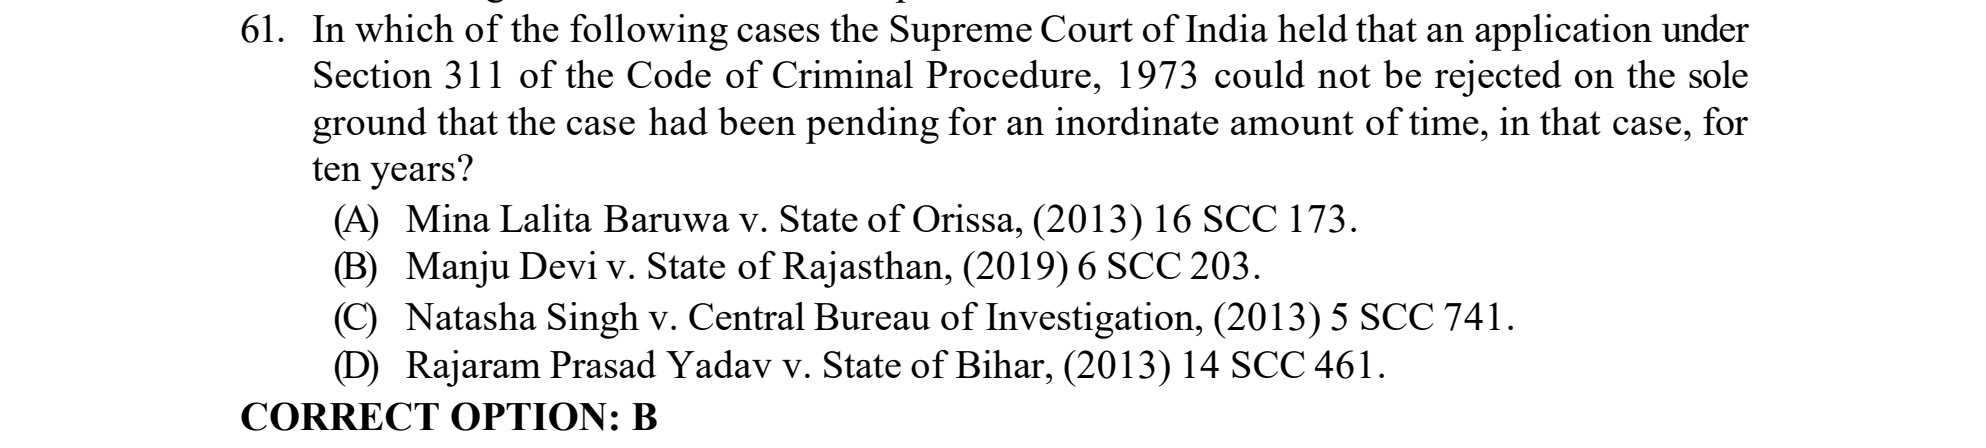 61. In which of the following cases the Supreme Court of India held that an application under
Section 311 of the Code of Criminal Procedure, 1973 could not be rejected on the sole
ground that the case had been pending for an inordinate amount of time, in that case, for
ten years?
(A) Mina Lalita Baruwa v. State of Orissa, (2013) 16 SCC 173.
(B) Manju Devi v. State of Rajasthan, (2019) 6 SCC 203.
(C) Natasha Singh v. Central Bureau of Investigation, (2013) 5 SCC 741.
(D) Rajaram Prasad Yadav v. State of Bihar, (2013) 14 SCC 461.
CORRECT OPTION: B